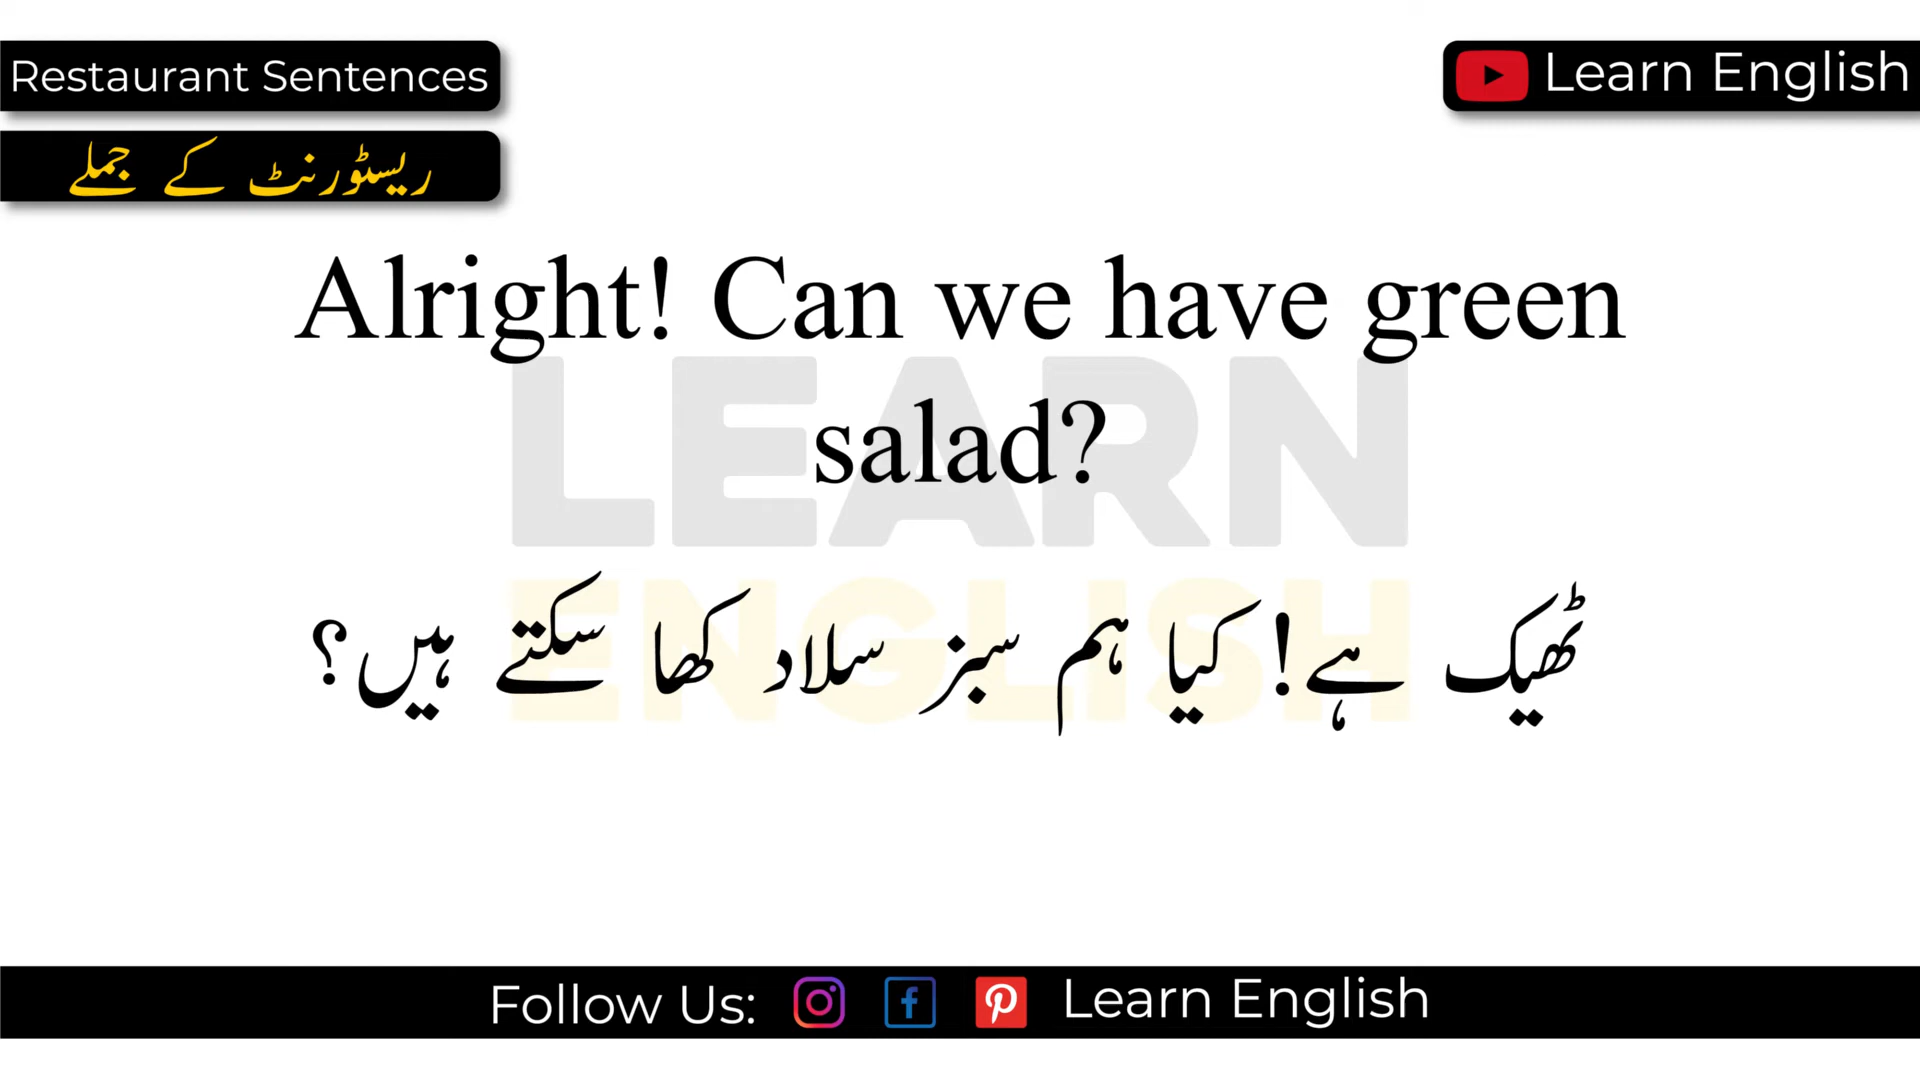 Restaurant Sentences
Learn English
ریسٹورنٹ کے جملے
Alright! Can we have green
salad?
LEARN
ENGLISH
ٹھیک ہے! کیا ہم سبز سلاد کھا سکتے ہیں؟
Follow Us: Learn English